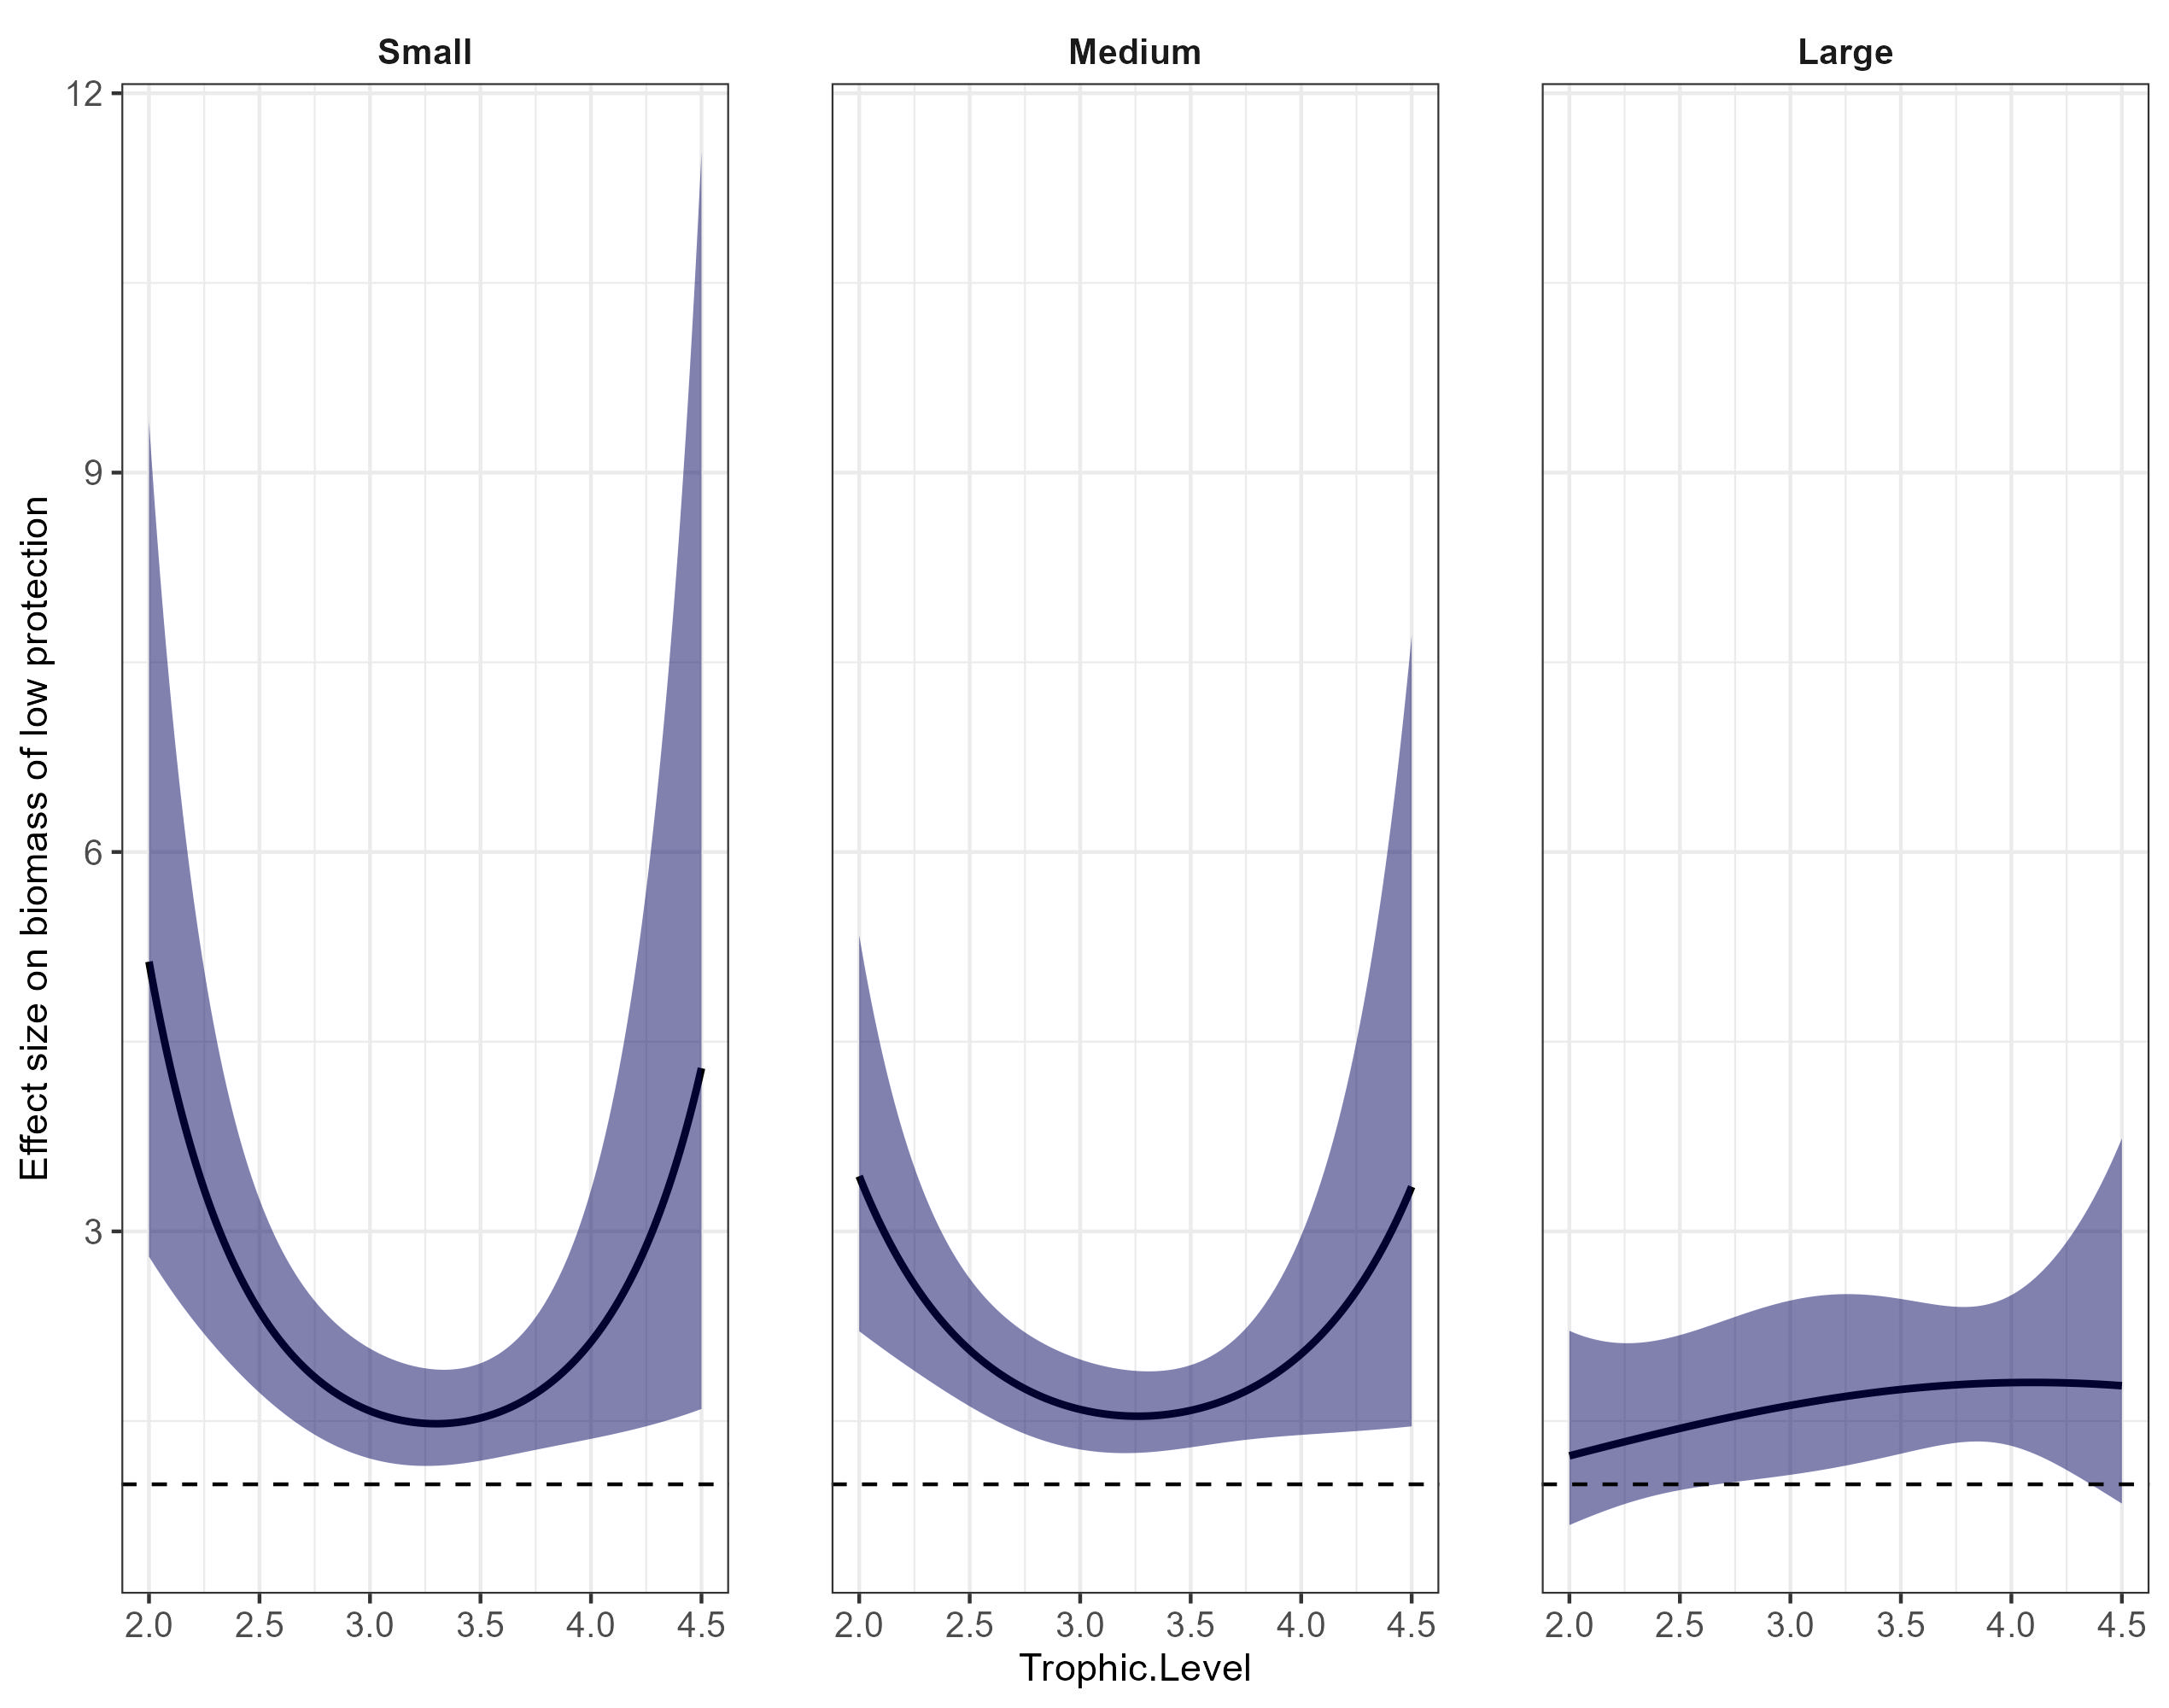 Small Medium Large
Effect size on biomass of low protection
12
9
6
3
2.0 2.5 3.0 3.5 4.0 4.5 2.0 2.5 3.0 3.5 4.0 4.5 2.0 2.5 3.0 3.5 4.0 4.5
Trophic.Level